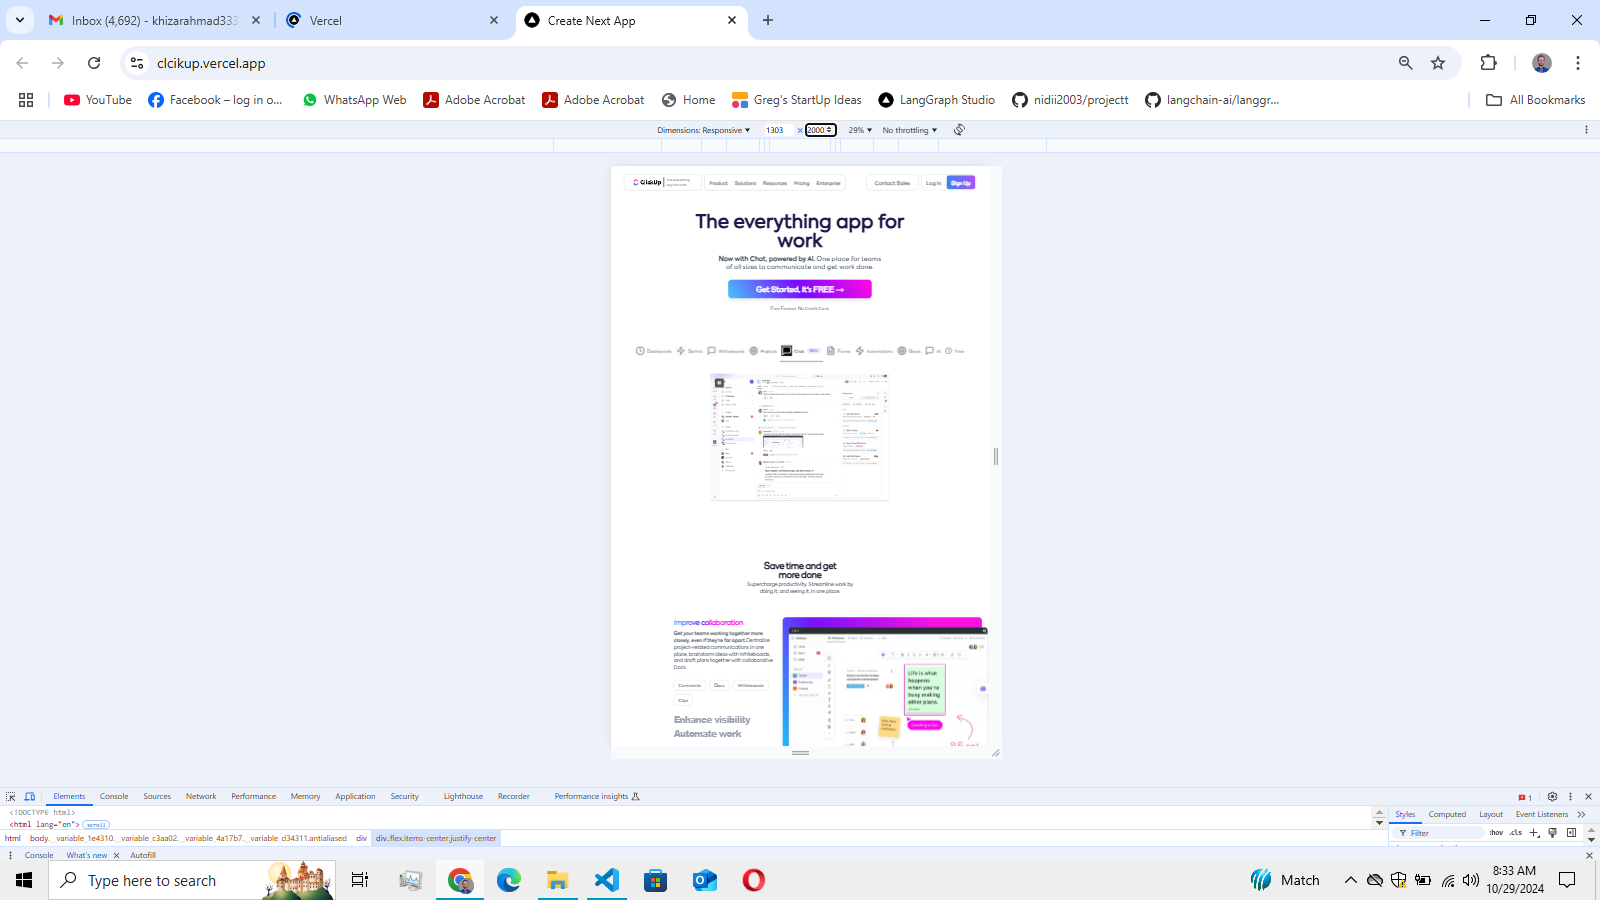 Inbox (4,692) - khizarahmad333
Vercel
Create Next App
clcikup.vercel.app
YouTube
Facebook – log in o...
WhatsApp Web
Adobe Acrobat
Adobe Acrobat
Home
Greg's StartUp Ideas
LangGraph Studio
nidii2003/projectt
langchain-ai/langgr...
All Bookmarks
Dimensions: Responsive
1303
×
2000
29%
No throttling
ClickUp
The everything
app for work
Product
Solutions
Resources
Pricing
Enterprise
Contact Sales
Log In
Sign Up
The everything app for
work
Now with Chat, powered by AI. One place for teams
of all sizes to communicate and get work done.
Get Started, It's FREE →
Free Forever. No Credit Card.
Dashboards
Sprints
Whiteboards
Projects
Chat
Forms
Automations
Goals
AI
Time
Save time and get
more done
Supercharge productivity, Streamline work by
doing it, and seeing it, in one place.
Improve collaboration
Get your teams working together more
closely, even if they're far apart.Centralize
project-related communications in one
place, brainstorm ideas with Whiteboards,
and draft plans together with collaborative
Docs.
Comments
Docs
Whiteboards
Clips
Life is what
happens
when you're
busy making
other plans.
Enhance visibility
Automate work
Elements
Console
Sources
Network
Performance
Memory
Application
Security
Lighthouse
Recorder
Performance insights
1
<!DOCTYPE html>
<html lang="en">
scroll
html
body.__variable_1e4310.__variable_c3aa02.__variable_4a17b7.__variable_d34311.antialiased
div
div.flex.items-center.justify-center
Styles
Computed
Layout
Event Listeners
Filter
:hov
.cls
Console
What's new
Autofill
Type here to search
Match
8:33 AM
10/29/2024